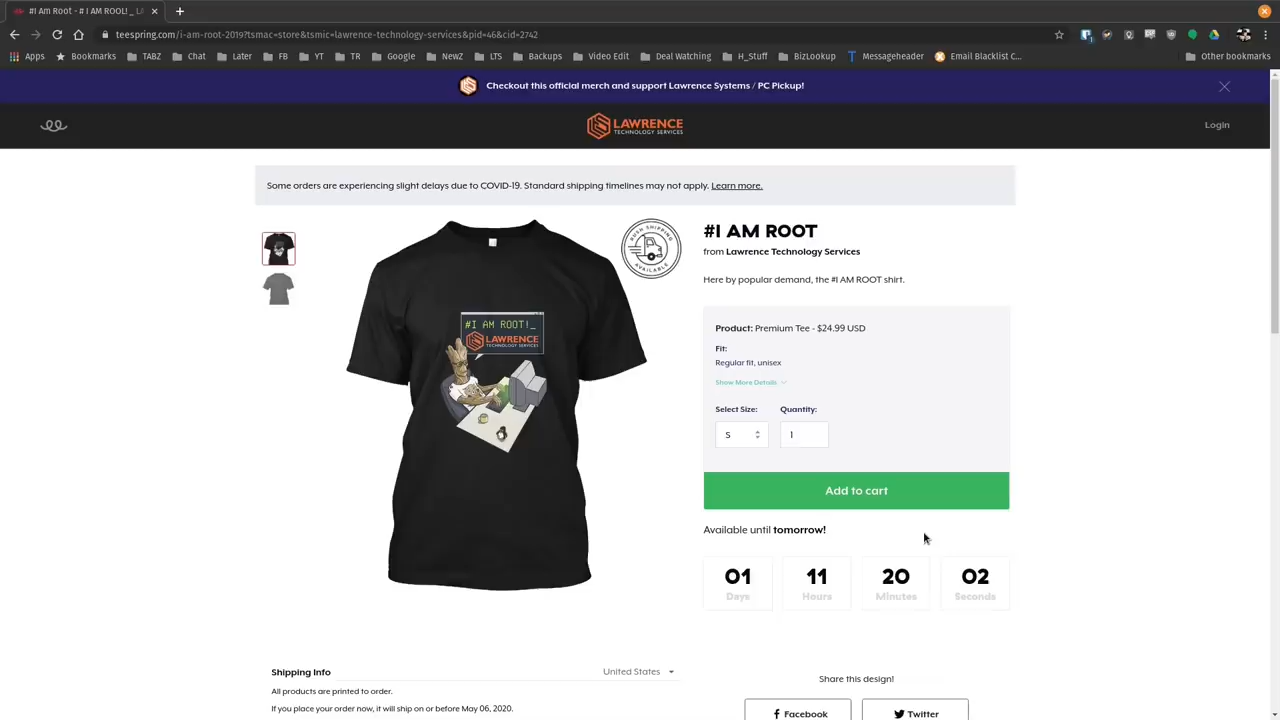 #I Am Root - # I AM ROOT! _ LA
teespring.com/i-am-root-2019?tsmac=store&tsmic=lawrence-technology-services&pid=46&cid=2742
Apps Bookmarks TABZ Chat Later FB YT TR Google NewZ LTS Backups Video Edit Deal Watching H_Stuff BizLookup Messageheader Email Blacklist C... Other bookmarks
Checkout this official merch and support Lawrence Systems / PC Pickup!
LAWRENCE
TECHNOLOGY SERVICES
Login
Some orders are experiencing slight delays due to COVID-19. Standard shipping timelines may not apply. Learn more.
RUSH SHIPPING
AVAILABLE
#I AM ROOT!_
LAWRENCE
TECHNOLOGY SERVICES
#I AM ROOT
from Lawrence Technology Services
Here by popular demand, the #I AM ROOT shirt.
Product: Premium Tee - $24.99 USD
Fit:
Regular fit, unisex
Show More Details
Select Size: Quantity:
S 1
Add to cart
Available until tomorrow!
01 11 20 02
Days Hours Minutes Seconds
Shipping Info United States
All products are printed to order.
If you place your order now, it will ship on or before May 06, 2020.
Share this design!
Facebook Twitter